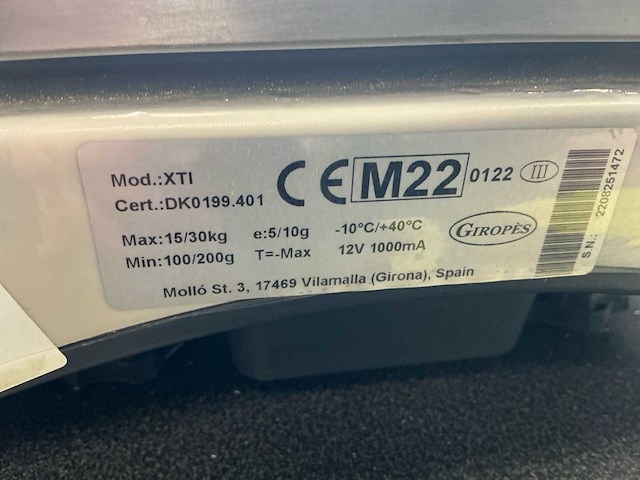 Mod.:XTI
Cert.:DK0199.401
CE M22 0122 III
Max:15/30kg e:5/10g -10°C/+40°C
Min:100/200g T=-Max 12V 1000mA
GIROPÈS
Molló St. 3, 17469 Vilamalla (Girona), Spain
S.N.: 2208251472